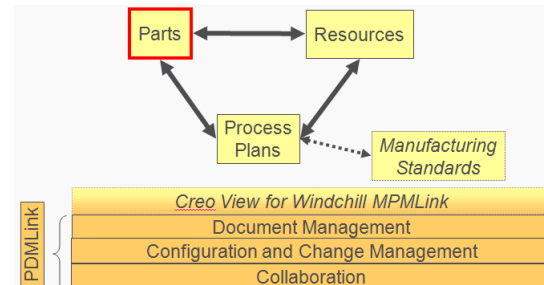 Parts
Resources
Process
Plans
Manufacturing
Standards
Creo View for Windchill MPMLink
PDMLink
Document Management
Configuration and Change Management
Collaboration